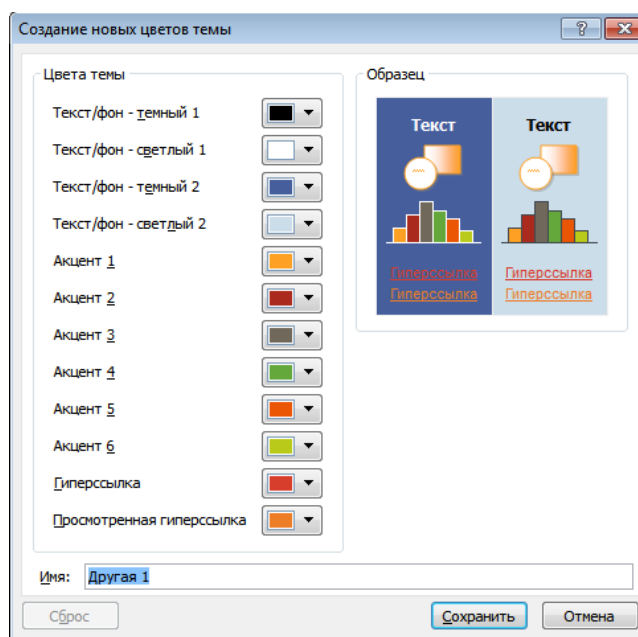 Создание новых цветов темы
Цвета темы
Текст/фон - темный 1
Текст/фон - светлый 1
Текст/фон - темный 2
Текст/фон - светлый 2
Акцент 1
Акцент 2
Акцент 3
Акцент 4
Акцент 5
Акцент 6
Гиперссылка
Просмотренная гиперссылка
Образец
Текст Текст
Гиперссылка Гиперссылка
Гиперссылка Гиперссылка
Имя: Другая 1
Сброс Сохранить Отмена